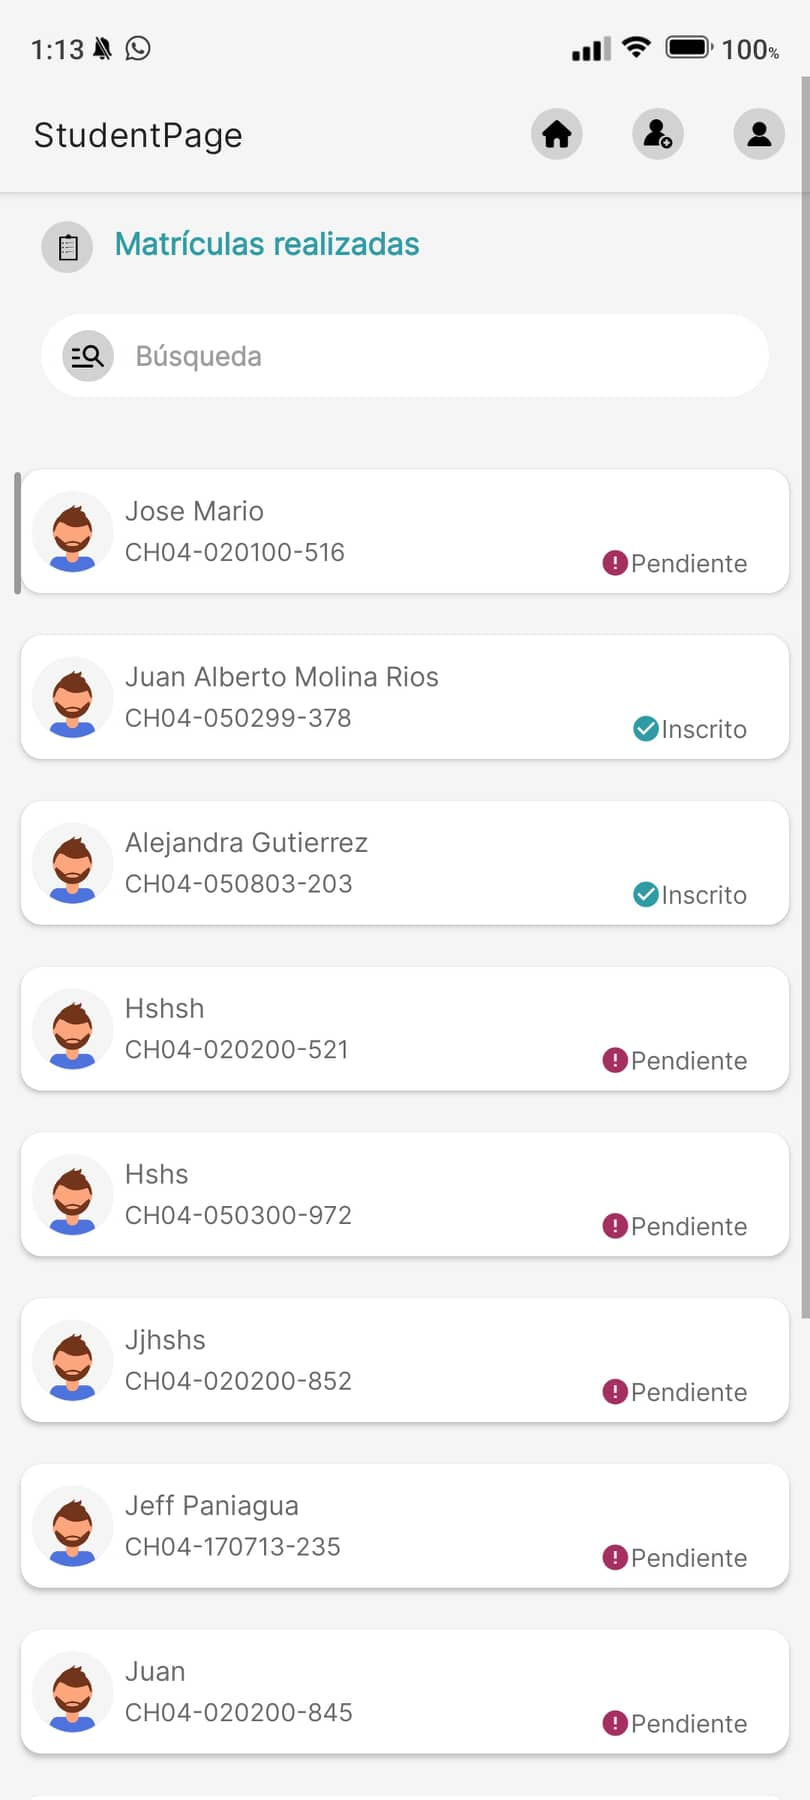 1:13
100%
StudentPage
Matrículas realizadas
Búsqueda
Jose Mario
CH04-020100-516
Pendiente
Juan Alberto Molina Rios
CH04-050299-378
Inscrito
Alejandra Gutierrez
CH04-050803-203
Inscrito
Hshsh
CH04-020200-521
Pendiente
Hshs
CH04-050300-972
Pendiente
Jjhshs
CH04-020200-852
Pendiente
Jeff Paniagua
CH04-170713-235
Pendiente
Juan
CH04-020200-845
Pendiente